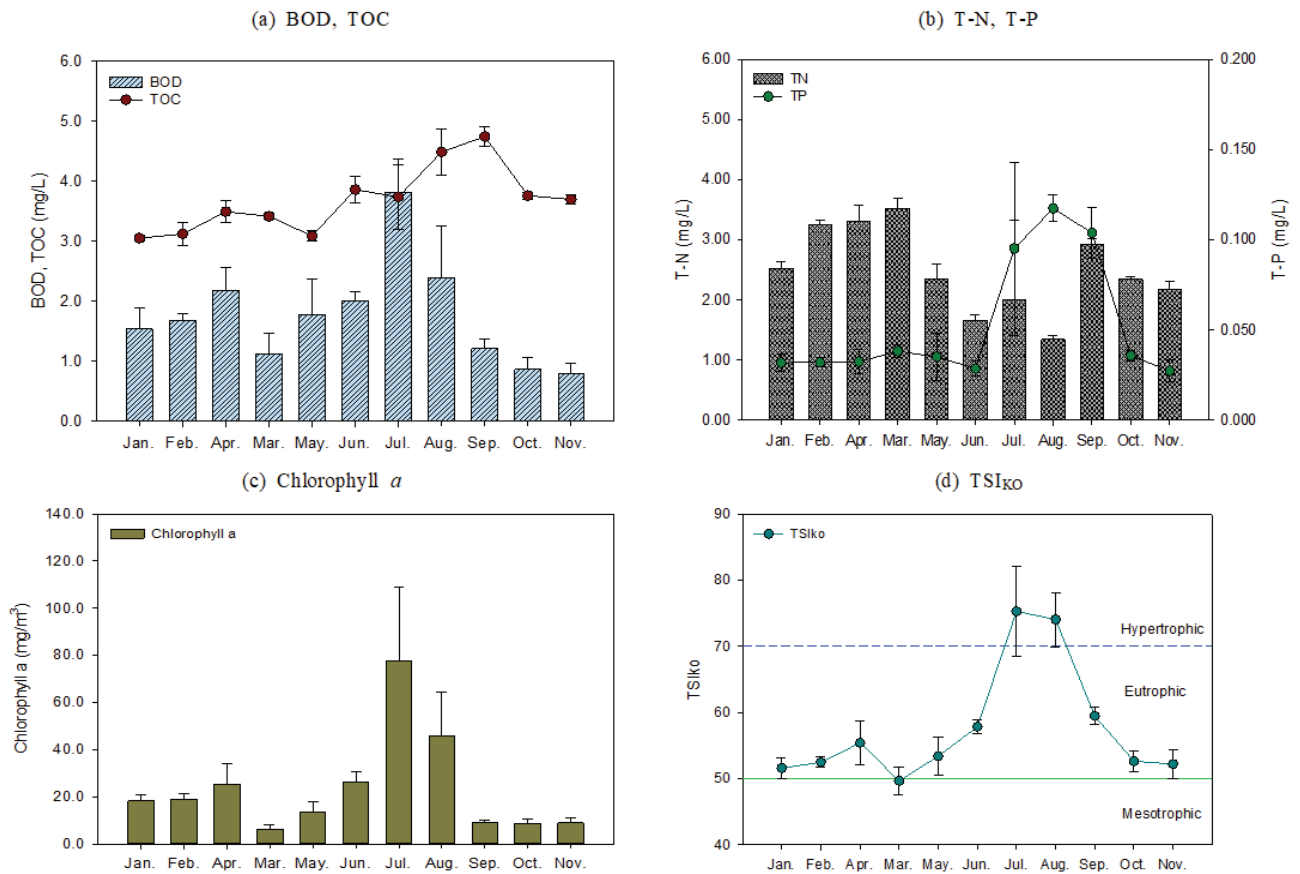 (a) BOD, TOC
6.0
5.0
4.0
3.0
2.0
1.0
0.0
BOD, TOC (mg/L)
BOD
TOC
Jan. Feb. Apr. Mar. May. Jun. Jul. Aug. Sep. Oct. Nov.
(b) T-N, T-P
6.00
5.00
4.00
3.00
2.00
1.00
0.00
T-N (mg/L)
TN
TP
0.200
0.150
0.100
0.050
0.000
T-P (mg/L)
Jan. Feb. Apr. Mar. May. Jun. Jul. Aug. Sep. Oct. Nov.
(c) Chlorophyll a
140.0
120.0
100.0
80.0
60.0
40.0
20.0
0.0
Chlorophyll a (mg/m³)
Chlorophyll a
Jan. Feb. Apr. Mar. May. Jun. Jul. Aug. Sep. Oct. Nov.
(d) TSIKO
90
80
70
60
50
40
TSIko
TSIko
Hypertrophic
Eutrophic
Mesotrophic
Jan. Feb. Apr. Mar. May. Jun. Jul. Aug. Sep. Oct. Nov.